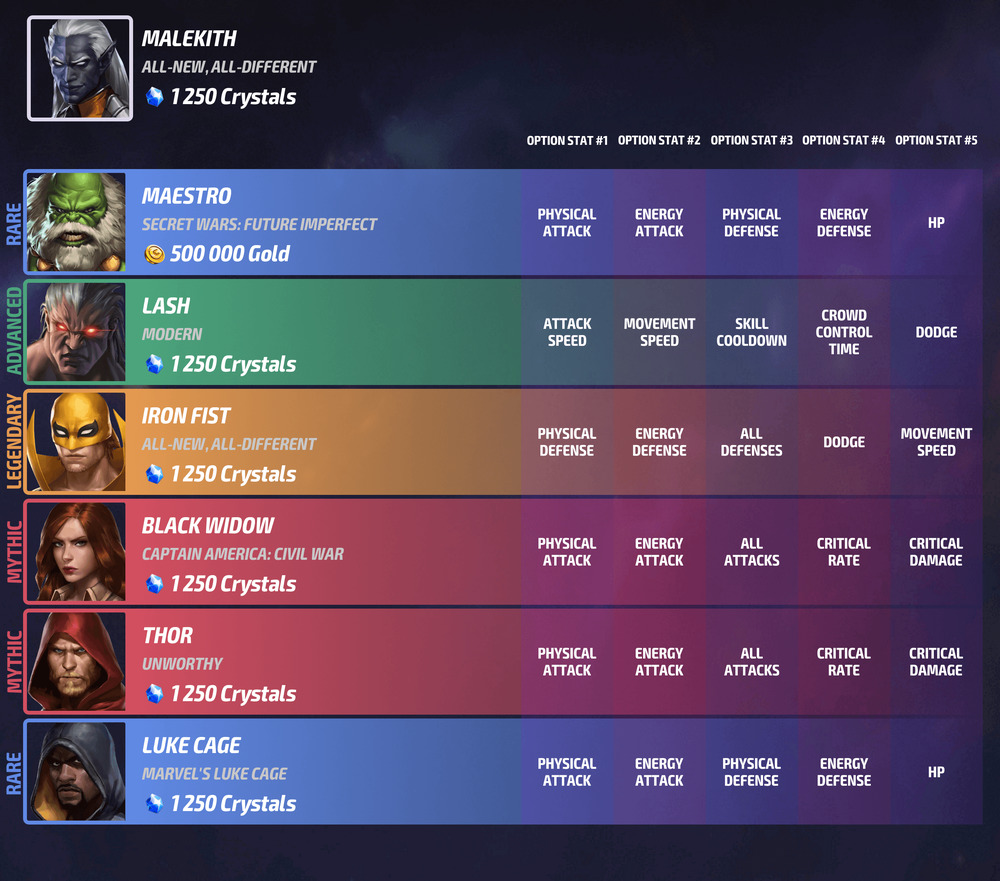 MALEKITH
ALL-NEW, ALL-DIFFERENT
1 250 Crystals
OPTION STAT #1 OPTION STAT #2 OPTION STAT #3 OPTION STAT #4 OPTION STAT #5
RARE
MAESTRO
SECRET WARS: FUTURE IMPERFECT
500 000 Gold
PHYSICAL
ATTACK
ENERGY
ATTACK
PHYSICAL
DEFENSE
ENERGY
DEFENSE
HP
ADVANCED
LASH
MODERN
1 250 Crystals
ATTACK
SPEED
MOVEMENT
SPEED
SKILL
COOLDOWN
CROWD
CONTROL
TIME
DODGE
LEGENDARY
IRON FIST
ALL-NEW, ALL-DIFFERENT
1 250 Crystals
PHYSICAL
DEFENSE
ENERGY
DEFENSE
ALL
DEFENSES
DODGE
MOVEMENT
SPEED
MYTHIC
BLACK WIDOW
CAPTAIN AMERICA: CIVIL WAR
1 250 Crystals
PHYSICAL
ATTACK
ENERGY
ATTACK
ALL
ATTACKS
CRITICAL
RATE
CRITICAL
DAMAGE
MYTHIC
THOR
UNWORTHY
1 250 Crystals
PHYSICAL
ATTACK
ENERGY
ATTACK
ALL
ATTACKS
CRITICAL
RATE
CRITICAL
DAMAGE
RARE
LUKE CAGE
MARVEL'S LUKE CAGE
1 250 Crystals
PHYSICAL
ATTACK
ENERGY
ATTACK
PHYSICAL
DEFENSE
ENERGY
DEFENSE
HP